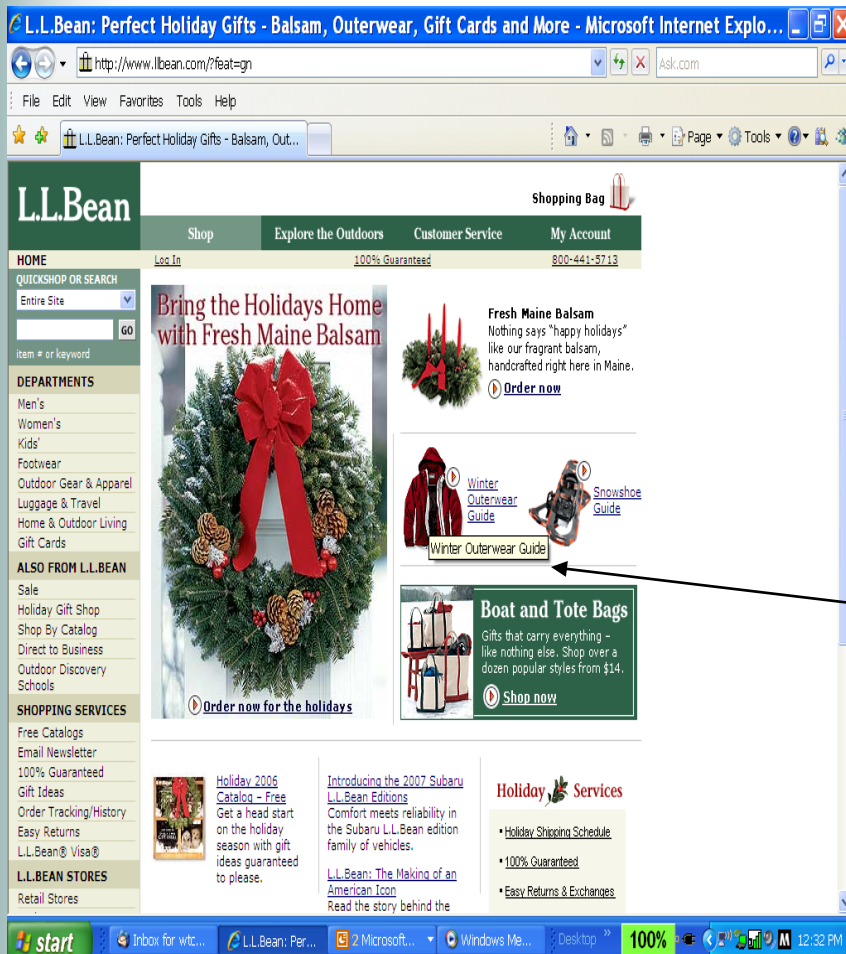 L.L.Bean: Perfect Holiday Gifts - Balsam, Outerwear, Gift Cards and More - Microsoft Internet Explo...
http://www.llbean.com/?feat=gn
Ask.com
File Edit View Favorites Tools Help
L.L.Bean: Perfect Holiday Gifts - Balsam, Out...
Page Tools
L.L.Bean
Shopping Bag
Shop Explore the Outdoors Customer Service My Account
HOME
Log In 100% Guaranteed 800-441-5713
QUICKSHOP OR SEARCH
Entire Site
GO
item # or keyword
DEPARTMENTS
Men's
Women's
Kids'
Footwear
Outdoor Gear & Apparel
Luggage & Travel
Home & Outdoor Living
Gift Cards
ALSO FROM L.L.BEAN
Sale
Holiday Gift Shop
Shop By Catalog
Direct to Business
Outdoor Discovery
Schools
SHOPPING SERVICES
Free Catalogs
Email Newsletter
100% Guaranteed
Gift Ideas
Order Tracking/History
Easy Returns
L.L.Bean® Visa®
L.L.BEAN STORES
Retail Stores
Bring the Holidays Home
with Fresh Maine Balsam
Order now for the holidays
Fresh Maine Balsam
Nothing says "happy holidays"
like our fragrant balsam,
handcrafted right here in Maine.
Order now
Winter
Outerwear
Guide
Snowshoe
Guide
Winter Outerwear Guide
Boat and Tote Bags
Gifts that carry everything –
like nothing else. Shop over a
dozen popular styles from $14.
Shop now
Holiday 2006
Catalog – Free
Get a head start
on the holiday
season with gift
ideas guaranteed
to please.
Introducing the 2007 Subaru
L.L.Bean Editions
Comfort meets reliability in
the Subaru L.L.Bean edition
family of vehicles.
L.L.Bean: The Making of an
American Icon
Read the story behind the
Holiday Services
Holiday Shipping Schedule
100% Guaranteed
Easy Returns & Exchanges
start Inbox for wtc... L.L.Bean: Per... 2 Microsoft... Windows Me... Desktop » 100% 12:32 PM